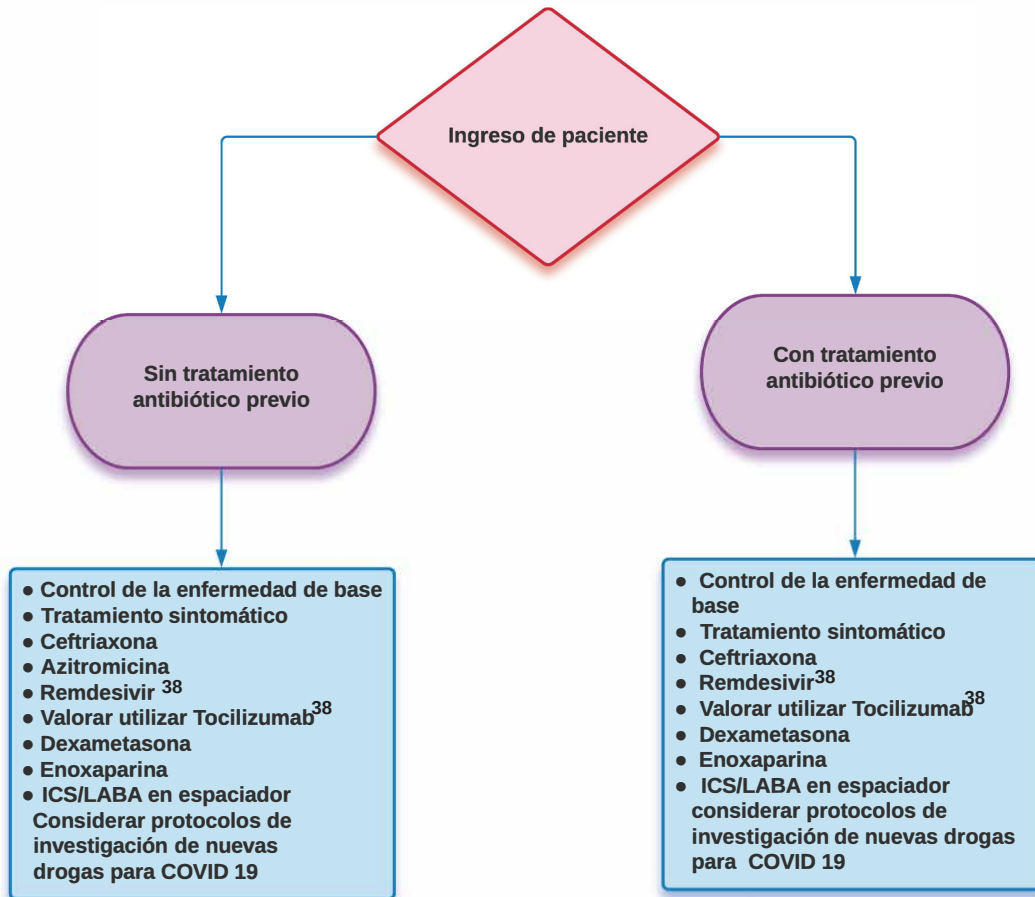 Ingreso de paciente
Sin tratamiento
antibiótico previo
Con tratamiento
antibiótico previo
● Control de la enfermedad de base
● Tratamiento sintomático
● Ceftriaxona
● Azitromicina
● Remdesivir 38
● Valorar utilizar Tocilizumab38
● Dexametasona
● Enoxaparina
● ICS/LABA en espaciador
Considerar protocolos de
investigación de nuevas
drogas para COVID 19
● Control de la enfermedad de
base
● Tratamiento sintomático
● Ceftriaxona
● Remdesivir38
● Valorar utilizar Tocilizumab38
● Dexametasona
● Enoxaparina
● ICS/LABA en espaciador
considerar protocolos de
investigación de nuevas drogas
para COVID 19